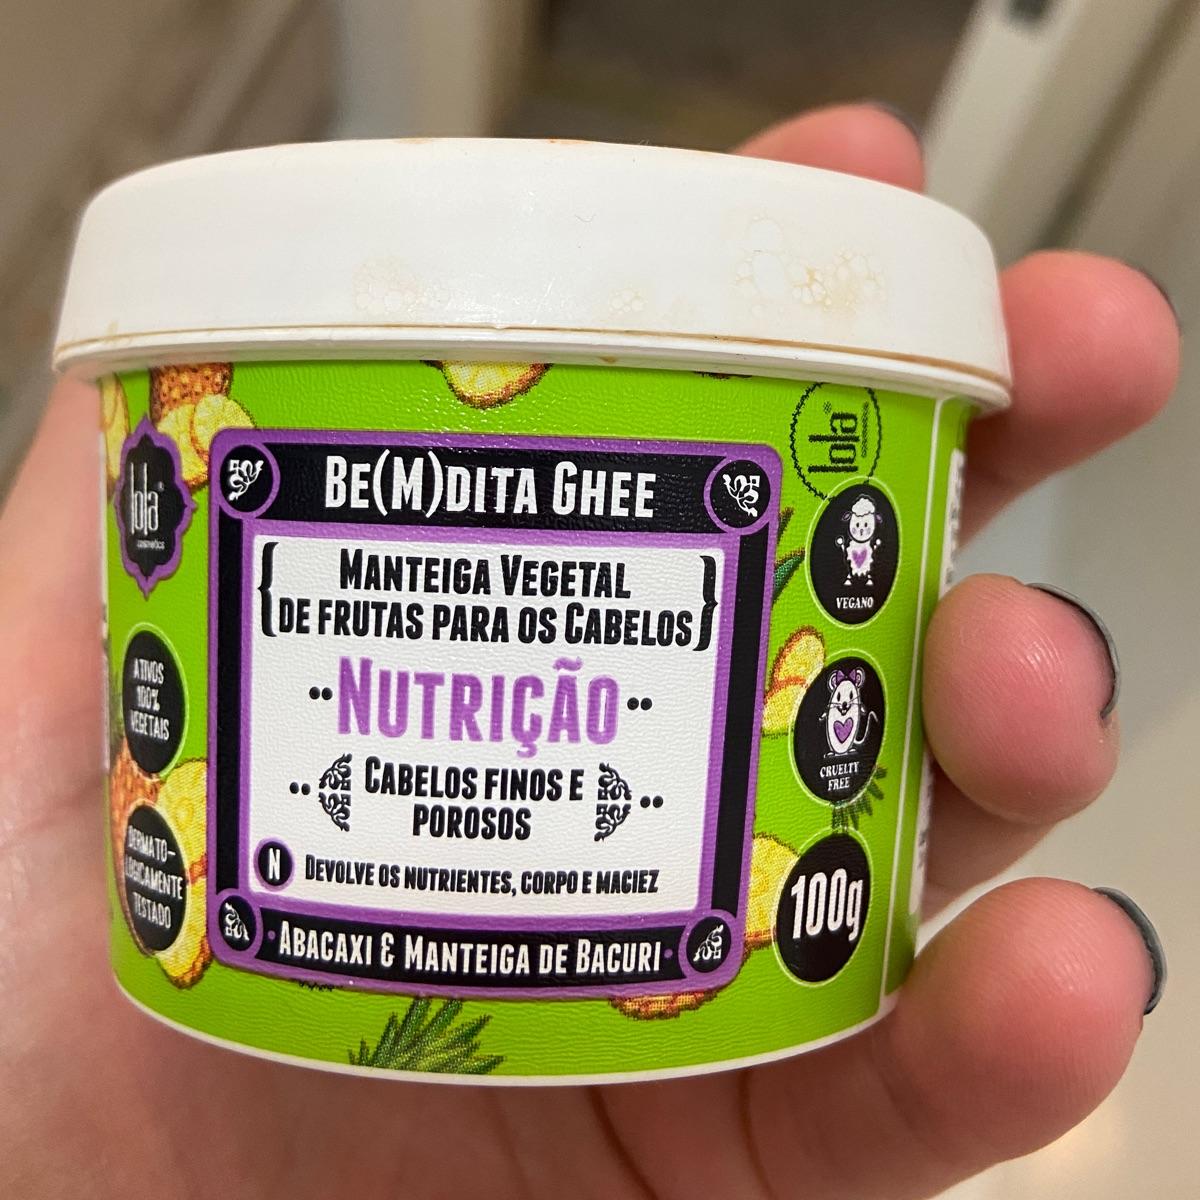 BE(M)DITA GHEE
MANTEIGA VEGETAL
DE FRUTAS PARA OS CABELOS
NUTRIÇÃO
CABELOS FINOS E
POROSOS
N DEVOLVE OS NUTRIENTES, CORPO E MACIEZ
ABACAXI & MANTEIGA DE BACURI
lola
cosmetics
ATIVOS
100%
VEGETAIS
DERMATO-
LOGICAMENTE
TESTADO
lola
VEGANO
CRUELTY
FREE
100g